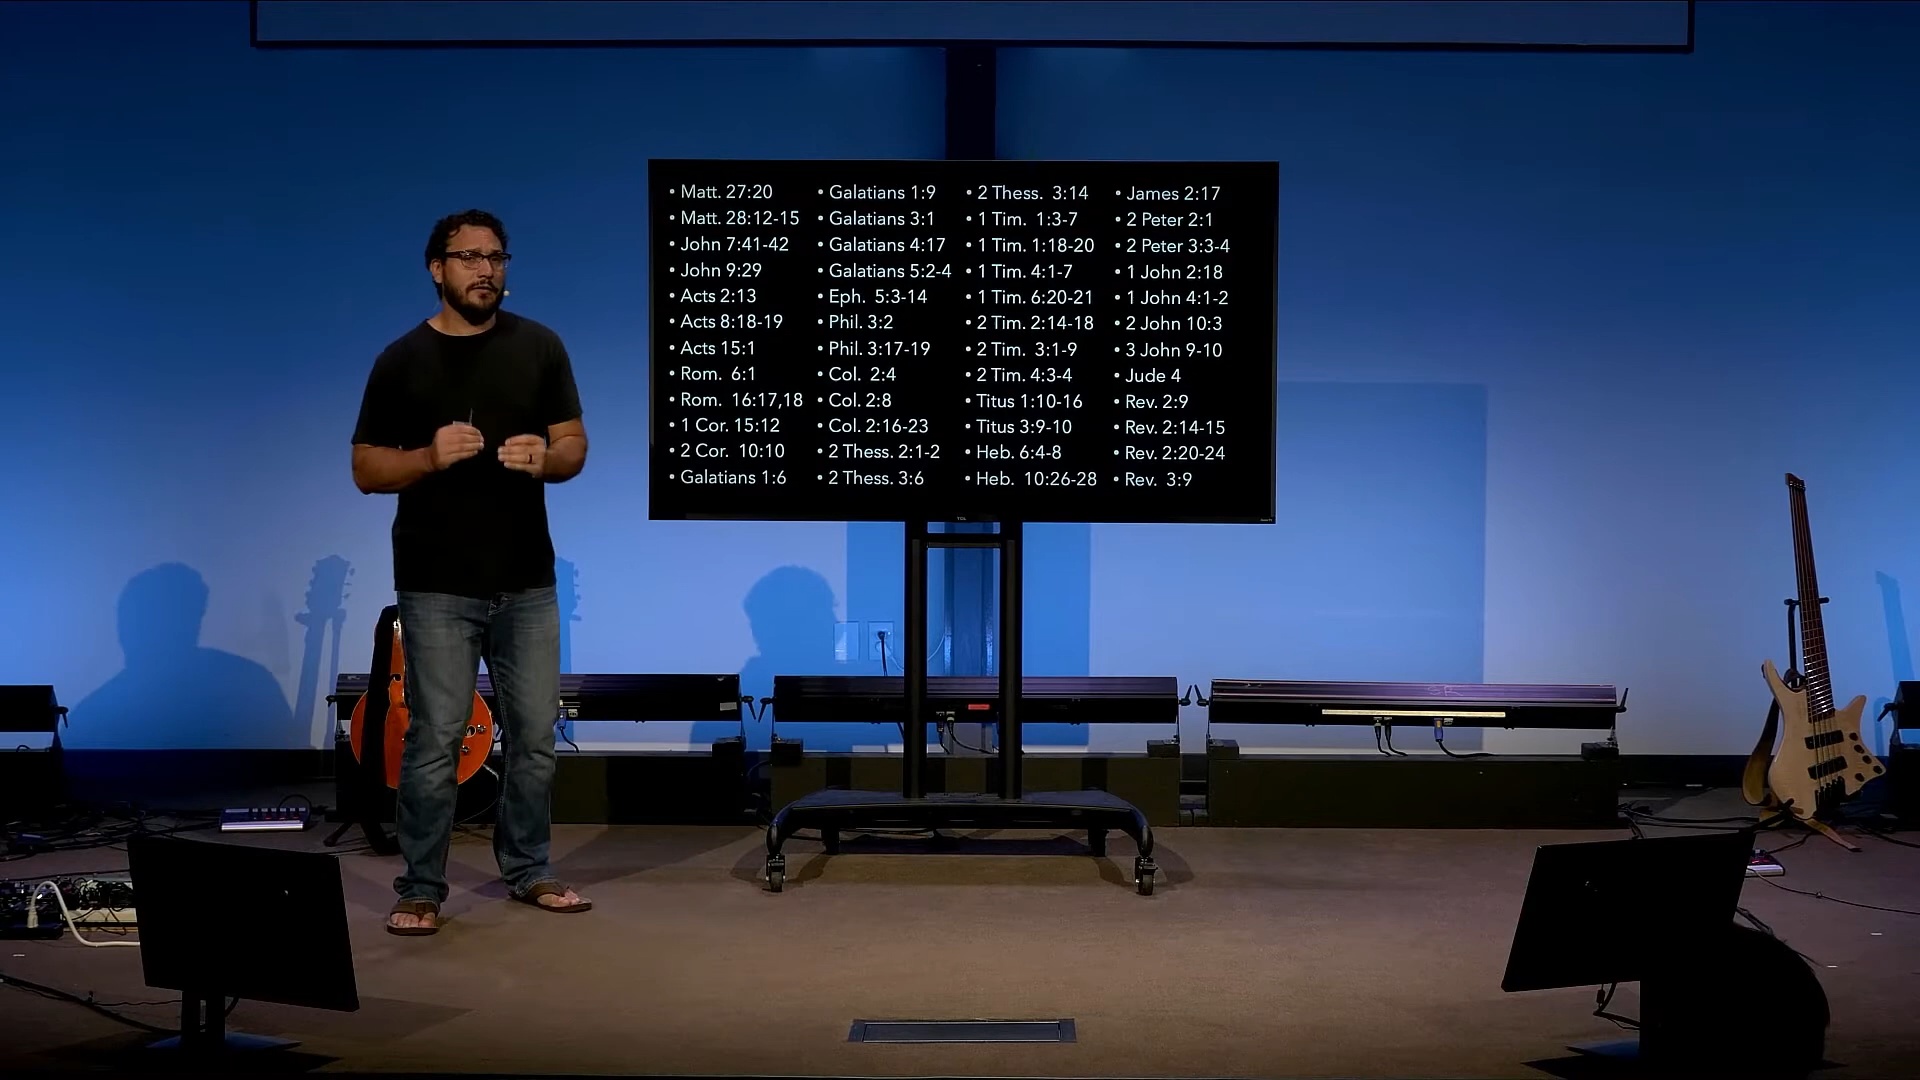 • Matt. 27:20
• Matt. 28:12-15
• John 7:41-42
• John 9:29
• Acts 2:13
• Acts 8:18-19
• Acts 15:1
• Rom. 6:1
• Rom. 16:17,18
• 1 Cor. 15:12
• 2 Cor. 10:10
• Galatians 1:6
• Galatians 1:9
• Galatians 3:1
• Galatians 4:17
• Galatians 5:2-4
• Eph. 5:3-14
• Phil. 3:2
• Phil. 3:17-19
• Col. 2:4
• Col. 2:8
• Col. 2:16-23
• 2 Thess. 2:1-2
• 2 Thess. 3:6
• 2 Thess. 3:14
• 1 Tim. 1:3-7
• 1 Tim. 1:18-20
• 1 Tim. 4:1-7
• 1 Tim. 6:20-21
• 2 Tim. 2:14-18
• 2 Tim. 3:1-9
• 2 Tim. 4:3-4
• Titus 1:10-16
• Titus 3:9-10
• Heb. 6:4-8
• Heb. 10:26-28
• James 2:17
• 2 Peter 2:1
• 2 Peter 3:3-4
• 1 John 2:18
• 1 John 4:1-2
• 2 John 10:3
• 3 John 9-10
• Jude 4
• Rev. 2:9
• Rev. 2:14-15
• Rev. 2:20-24
• Rev. 3:9
TCL